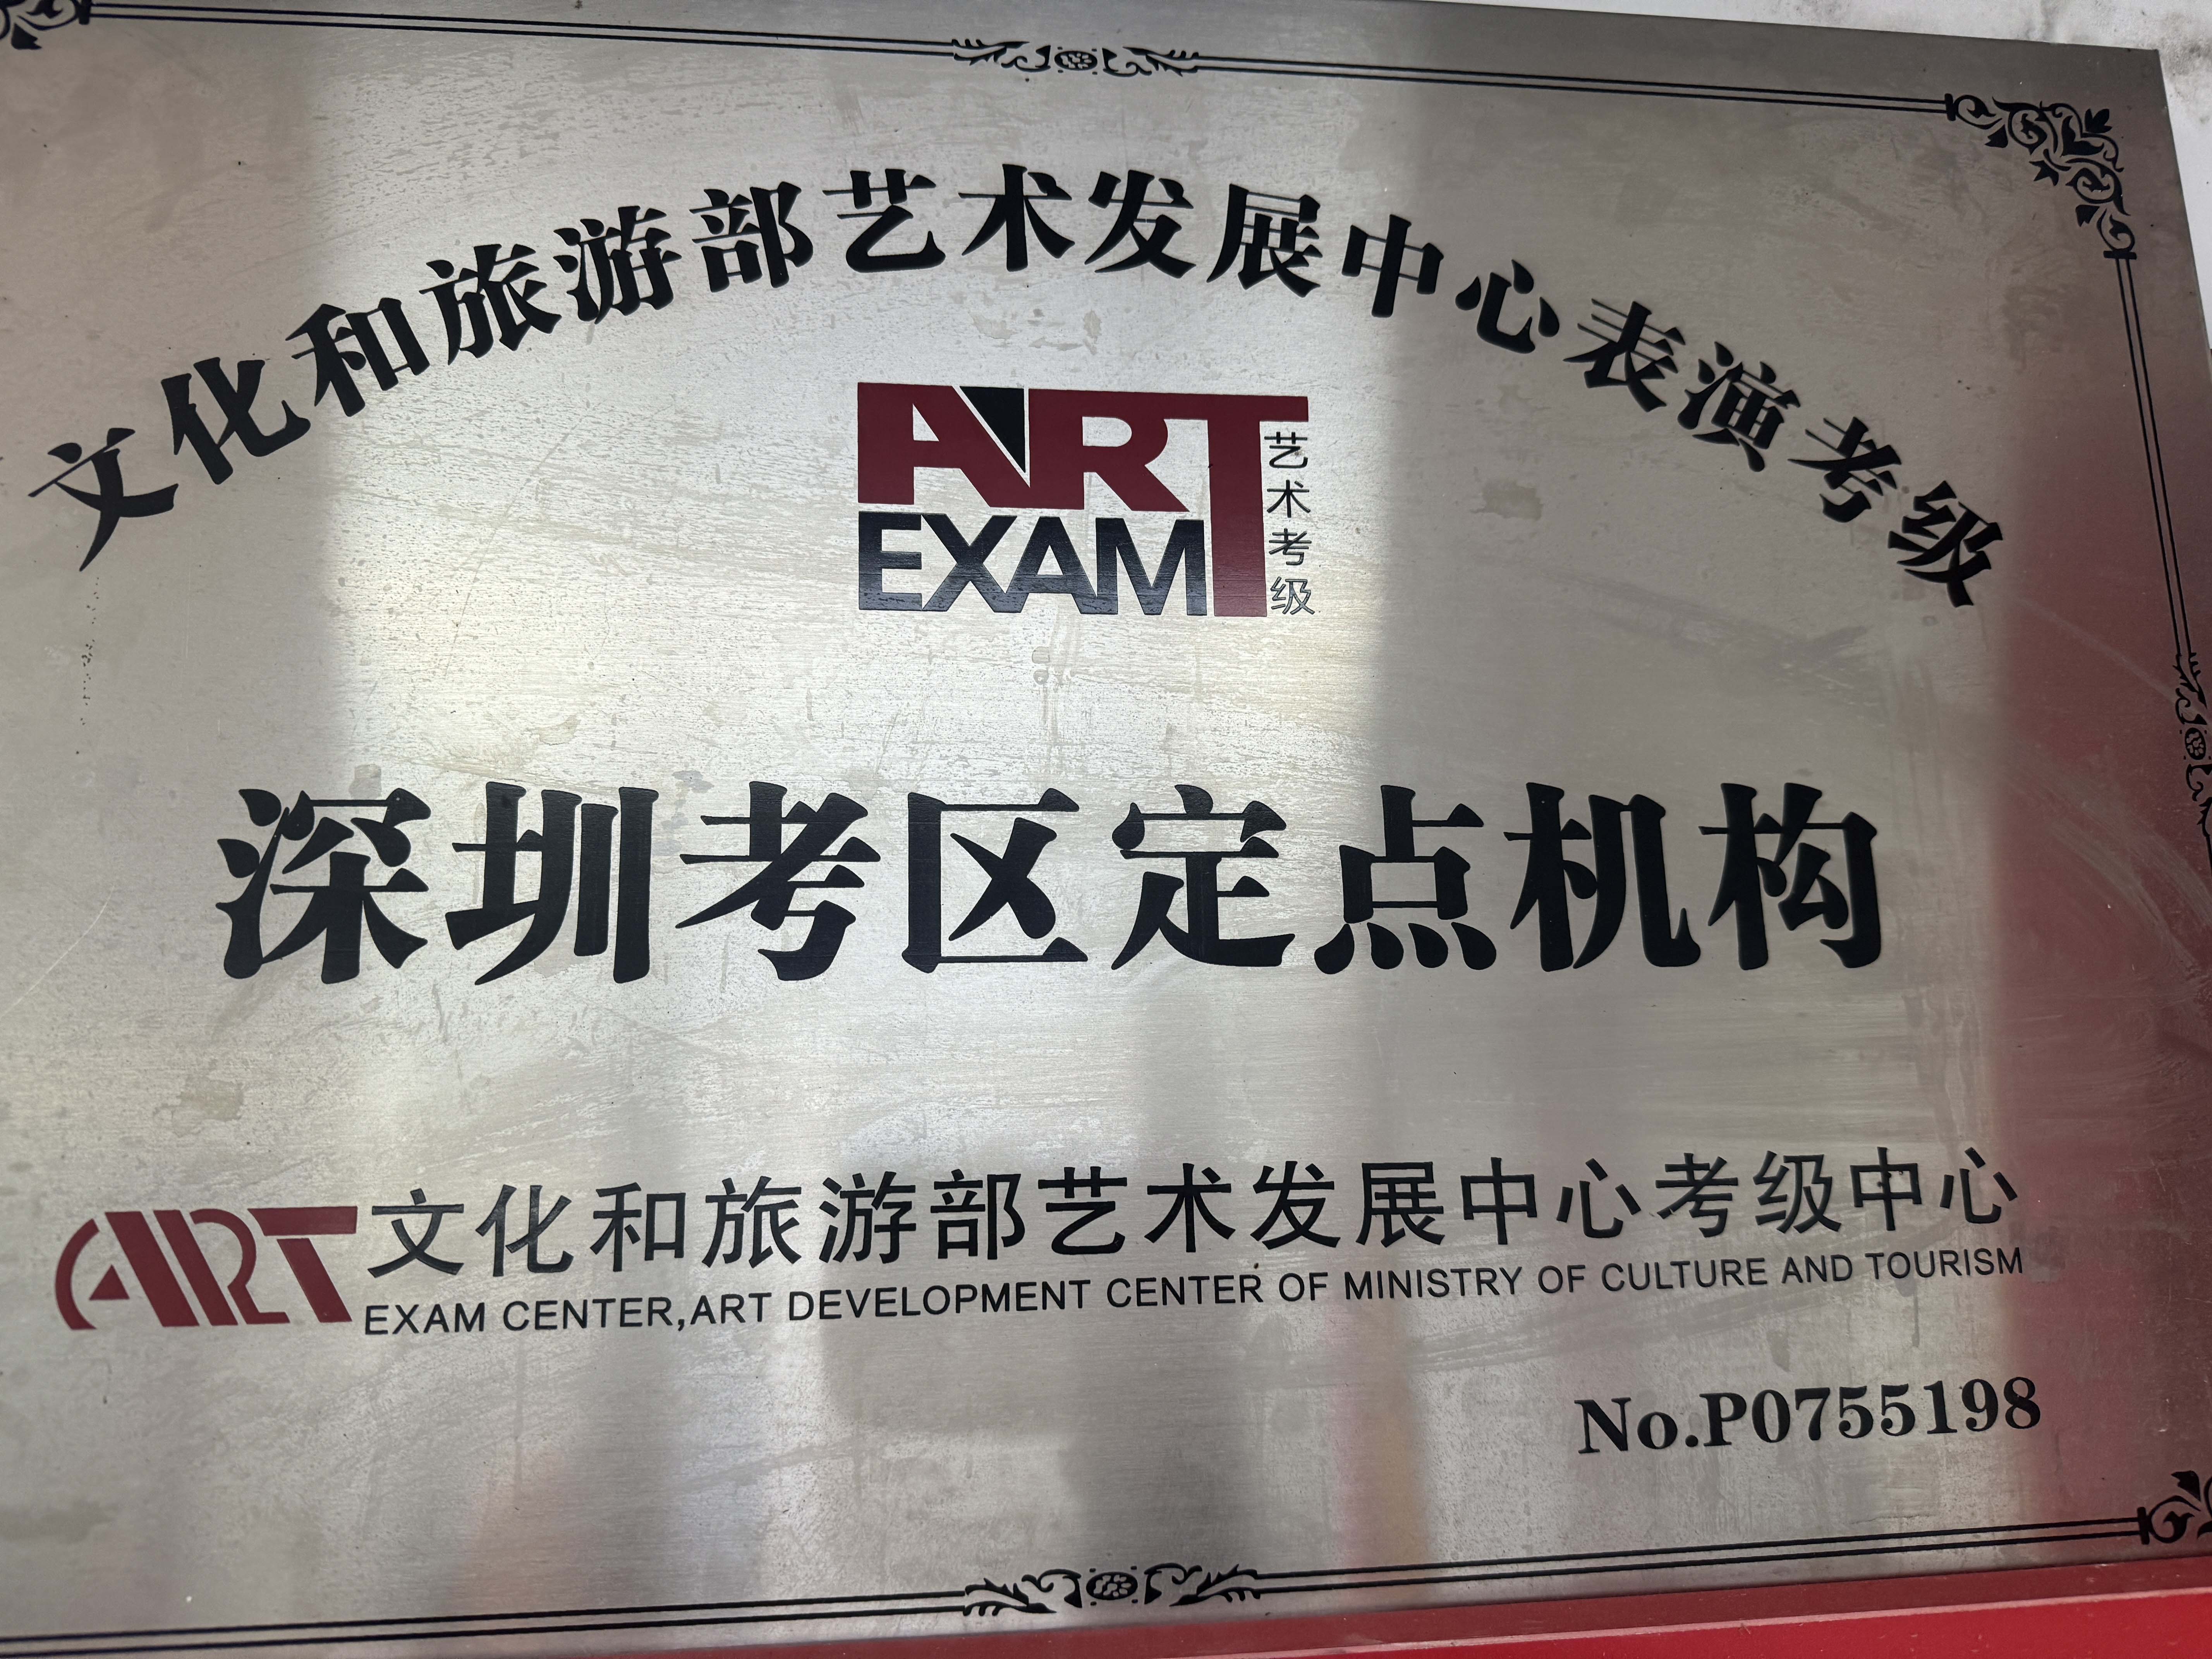 文化和旅游部艺术发展中心表演考级
ART
EXAM
艺术考级
深圳考区定点机构
ART
文化和旅游部艺术发展中心考级中心
EXAM CENTER,ART DEVELOPMENT CENTER OF MINISTRY OF CULTURE AND TOURISM
No.P0755198